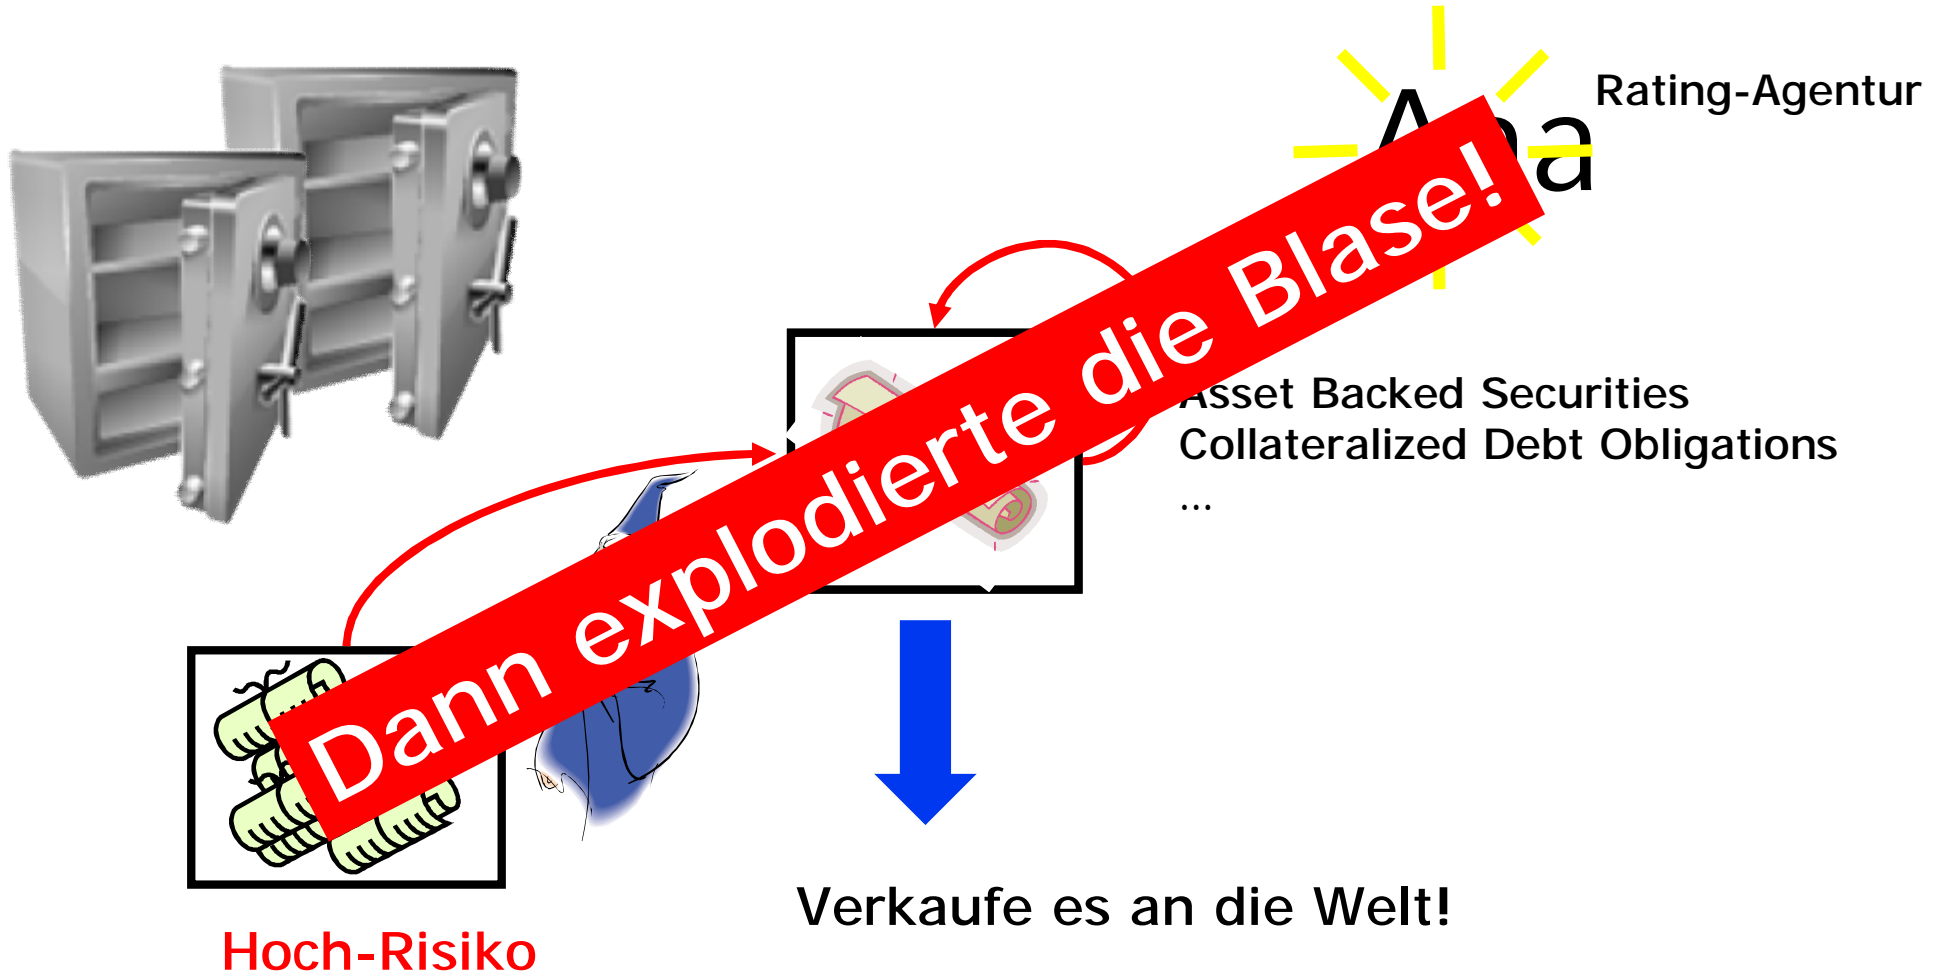 Rating-Agentur
Aaa
Dann explodierte die Blase!
Asset Backed Securities
Collateralized Debt Obligations
...
Verkaufe es an die Welt!
Hoch-Risiko